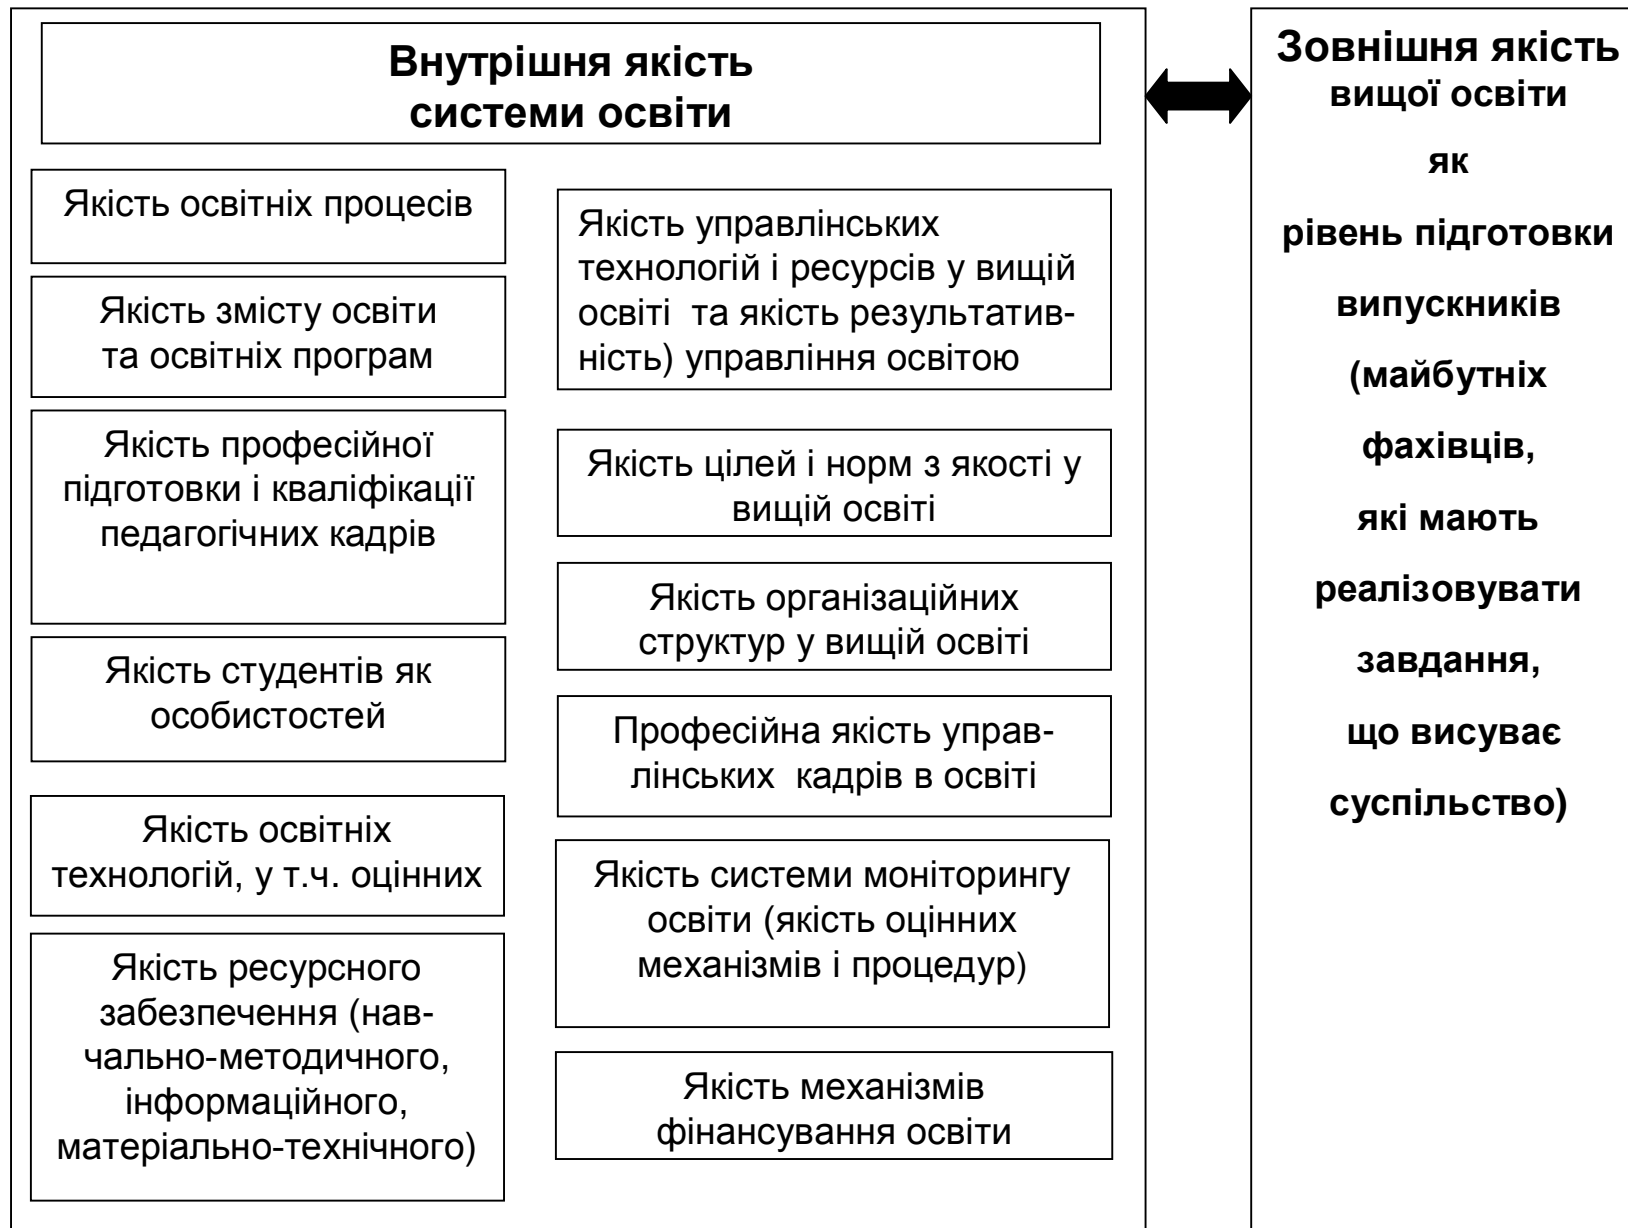 Внутрішня якість
системи освіти
Якість освітніх процесів
Якість змісту освіти
та освітніх програм
Якість професійної
підготовки і кваліфікації
педагогічних кадрів
Якість студентів як
особистостей
Якість освітніх
технологій, у т.ч. оцінних
Якість ресурсного
забезпечення (нав-
чально-методичного,
інформаційного,
матеріально-технічного)
Якість управлінських
технологій і ресурсів у вищій
освіті  та якість результатив-
ність) управління освітою
Якість цілей і норм з якості у
вищій освіті
Якість організаційних
структур у вищій освіті
Професійна якість управ-
лінських  кадрів в освіті
Якість системи моніторингу
освіти (якість оцінних
механізмів і процедур)
Якість механізмів
фінансування освіти
Зовнішня якість
вищої освіти
як
рівень підготовки
випускників
(майбутніх
фахівців,
які мають
реалізовувати
завдання,
що висуває
суспільство)